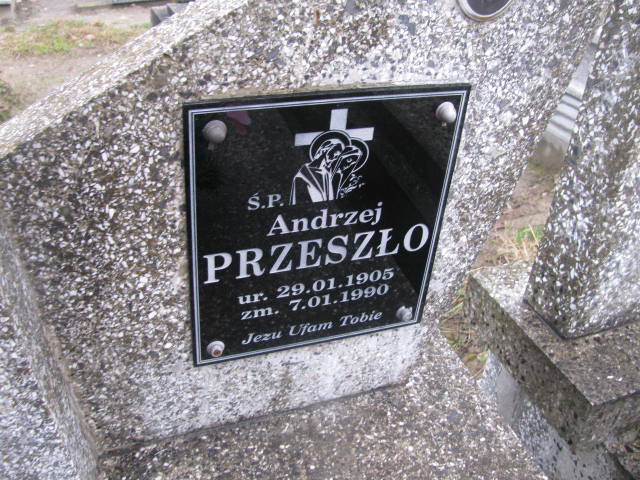 Ś.P.
Andrzej
PRZESZŁO
ur. 29.01.1905
zm. 7.01.1990
Jezu Ufam Tobie